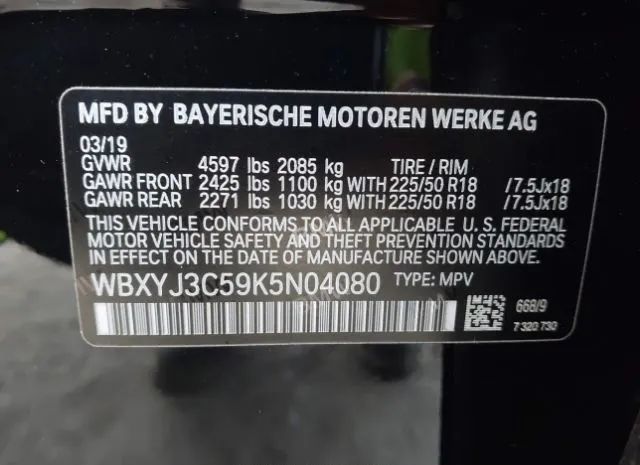 MFD BY BAYERISCHE MOTOREN WERKE AG
03/19
GVWR 4597 lbs 2085 kg TIRE / RIM
GAWR FRONT 2425 lbs 1100 kg WITH 225/50 R18 /7.5Jx18
GAWR REAR 2271 lbs 1030 kg WITH 225/50 R18 /7.5Jx18
THIS VEHICLE CONFORMS TO ALL APPLICABLE U. S. FEDERAL
MOTOR VEHICLE SAFETY AND THEFT PREVENTION STANDARDS
IN EFFECT ON THE DATE OF MANUFACTURE SHOWN ABOVE.
WBXYJ3C59K5N04080 TYPE: MPV
668/9
7 320 730